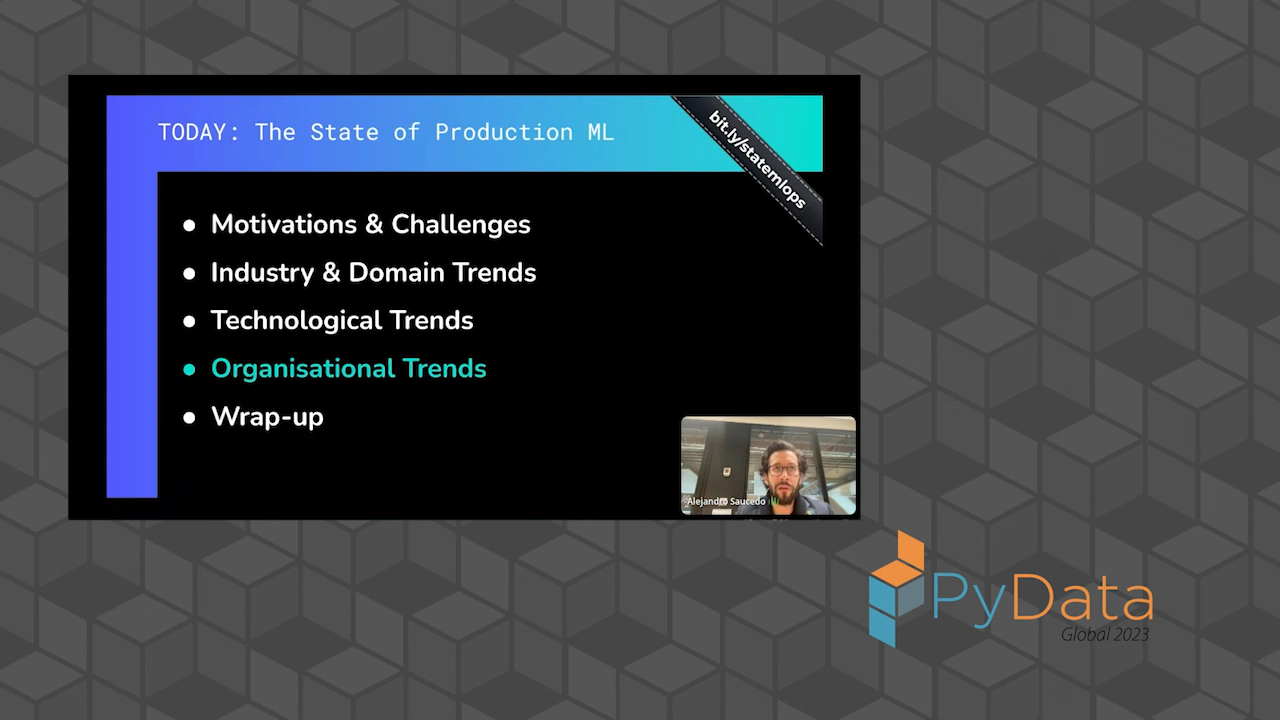 TODAY: The State of Production ML
bit.ly/statemlops
● Motivations & Challenges
● Industry & Domain Trends
● Technological Trends
● Organisational Trends
● Wrap-up
Alejandro Saucedo
PyData
Global 2023